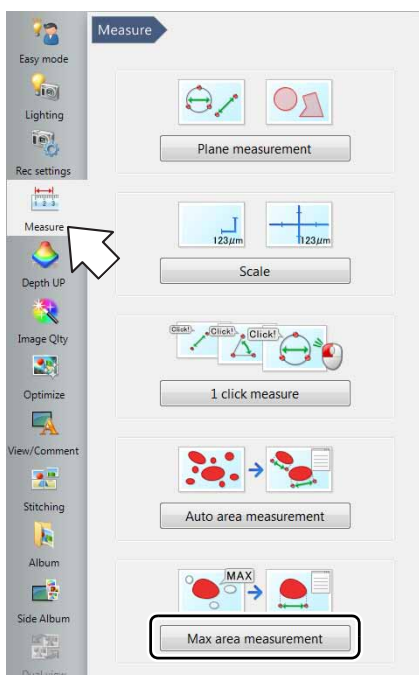 Measure
Easy mode
Lighting
Rec settings
Measure
Depth UP
Image Qlty
Optimize
View/Comment
Stitching
Album
Side Album
Plane measurement
123μm
123μm
Scale
Click!
Click!
Click!
1 click measure
Auto area measurement
MAX
Max area measurement